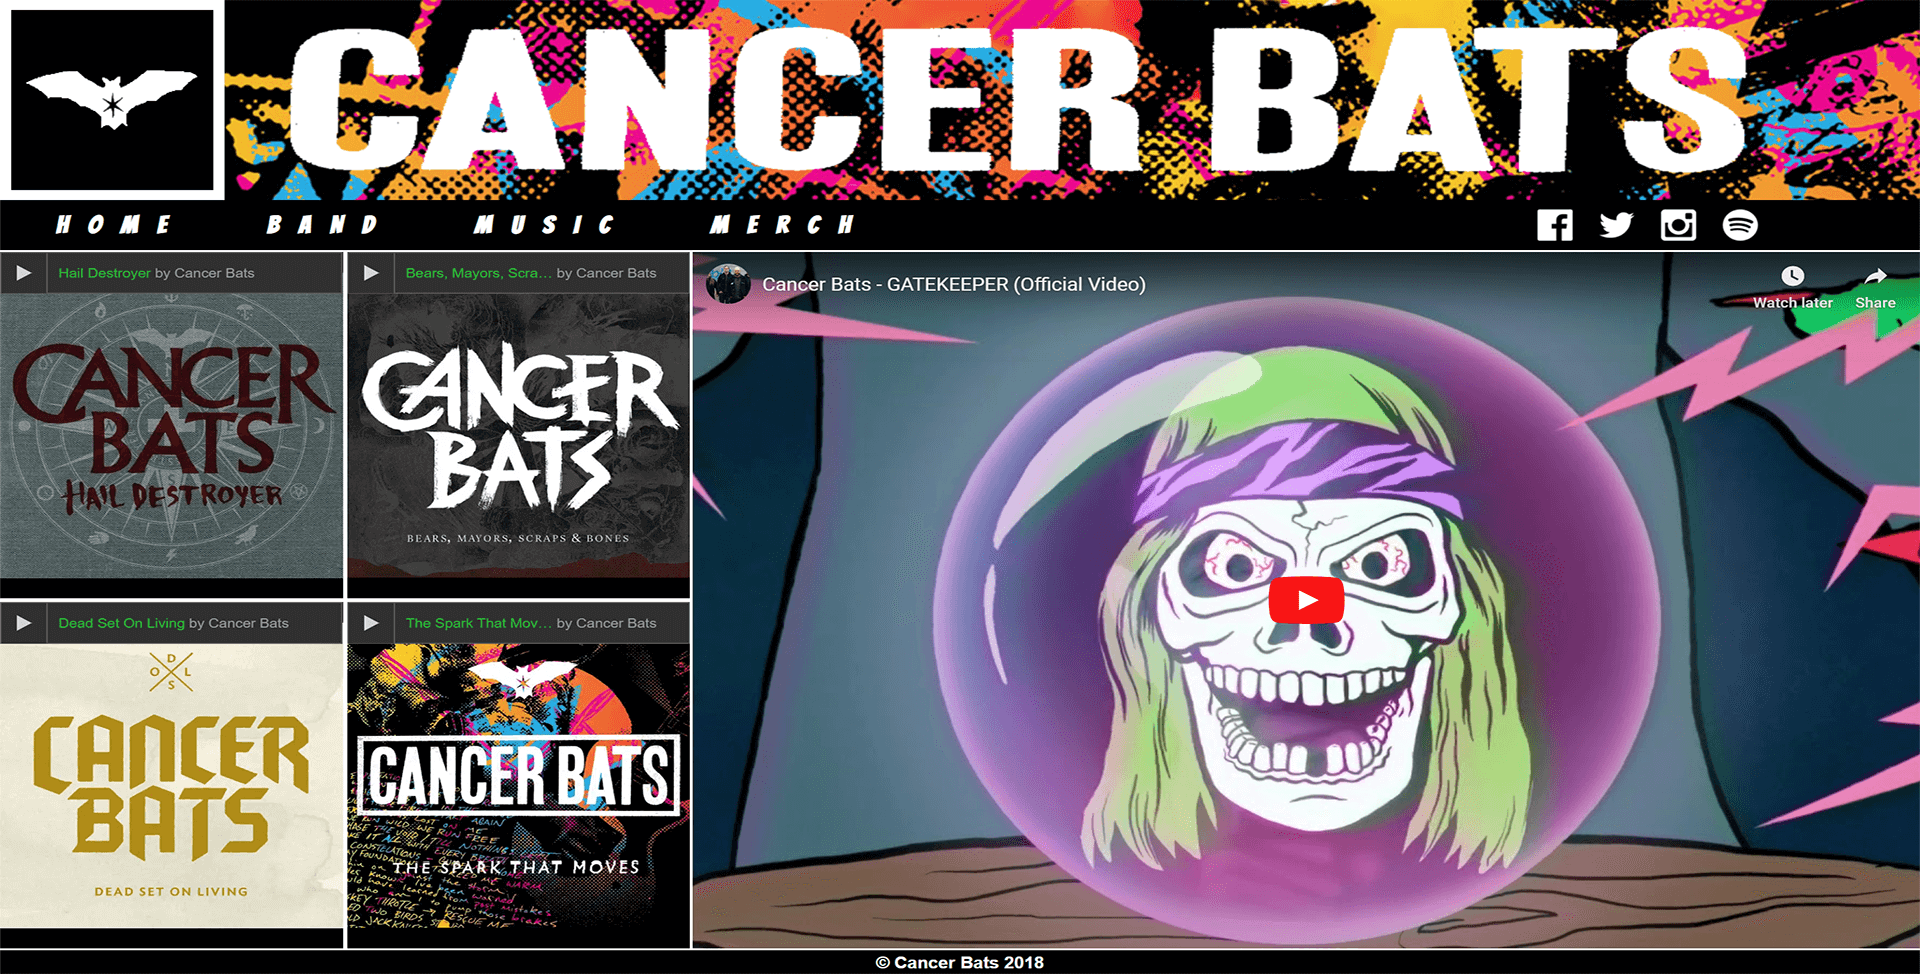 CANCER BATS
HOME BAND MUSIC MERCH
Hail Destroyer by Cancer Bats
CANCER
BATS
HAIL DESTROYER
Bears, Mayors, Scra... by Cancer Bats
CANCER
BATS
BEARS, MAYORS, SCRAPS & BONES
Cancer Bats - GATEKEEPER (Official Video)
Watch later
Share
Dead Set On Living by Cancer Bats
D
O L
S
CANCER
BATS
DEAD SET ON LIVING
The Spark That Mov... by Cancer Bats
CANCER BATS
THE SPARK THAT MOVES
© Cancer Bats 2018